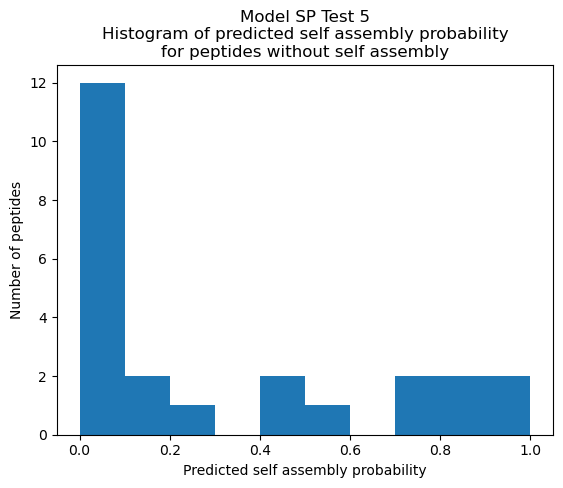 Model SP Test 5
Histogram of predicted self assembly probability
for peptides without self assembly
12
10
8
6
4
2
0
Number of peptides
0.0 0.2 0.4 0.6 0.8 1.0
Predicted self assembly probability